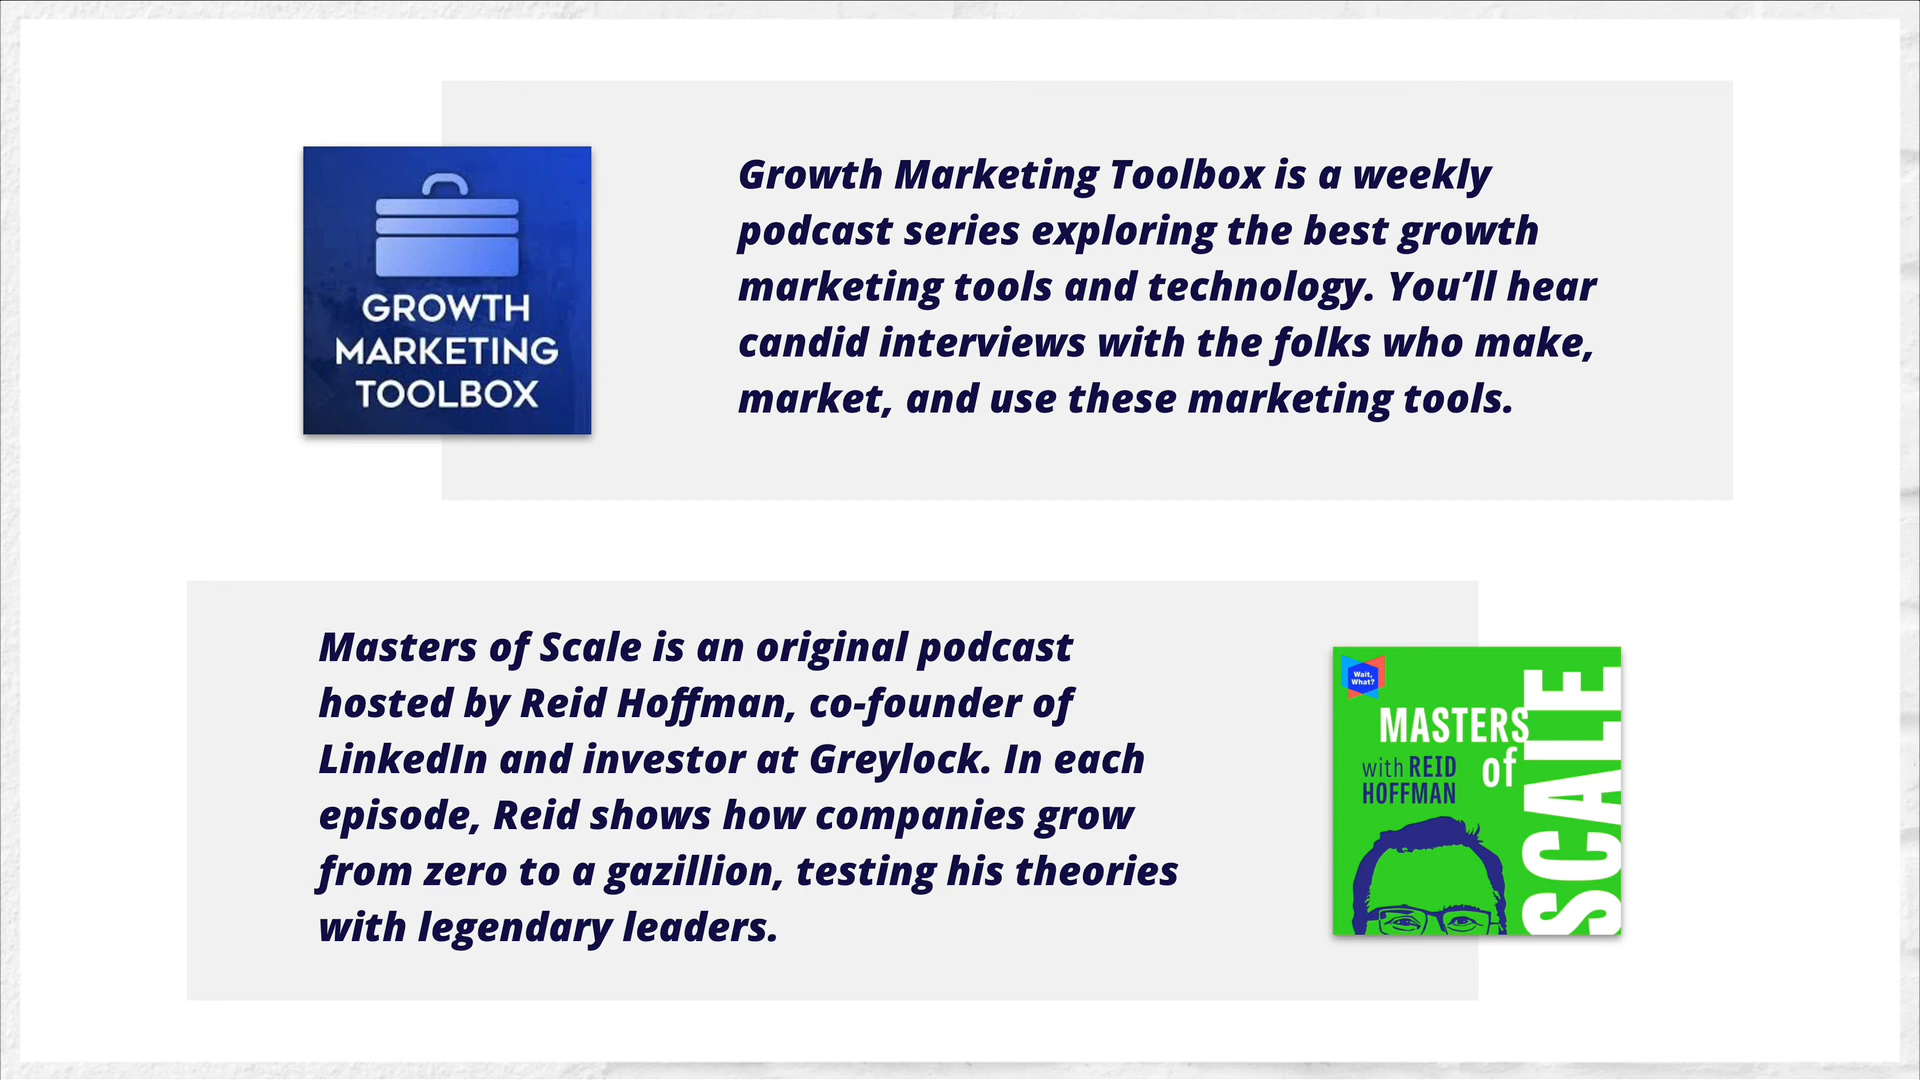 GROWTH
MARKETING
TOOLBOX
Growth Marketing Toolbox is a weekly
podcast series exploring the best growth
marketing tools and technology. You’ll hear
candid interviews with the folks who make,
market, and use these marketing tools.
Masters of Scale is an original podcast
hosted by Reid Hoffman, co-founder of
LinkedIn and investor at Greylock. In each
episode, Reid shows how companies grow
from zero to a gazillion, testing his theories
with legendary leaders.
Wait,
What?
MASTERS
of
SCALE
with REID
HOFFMAN